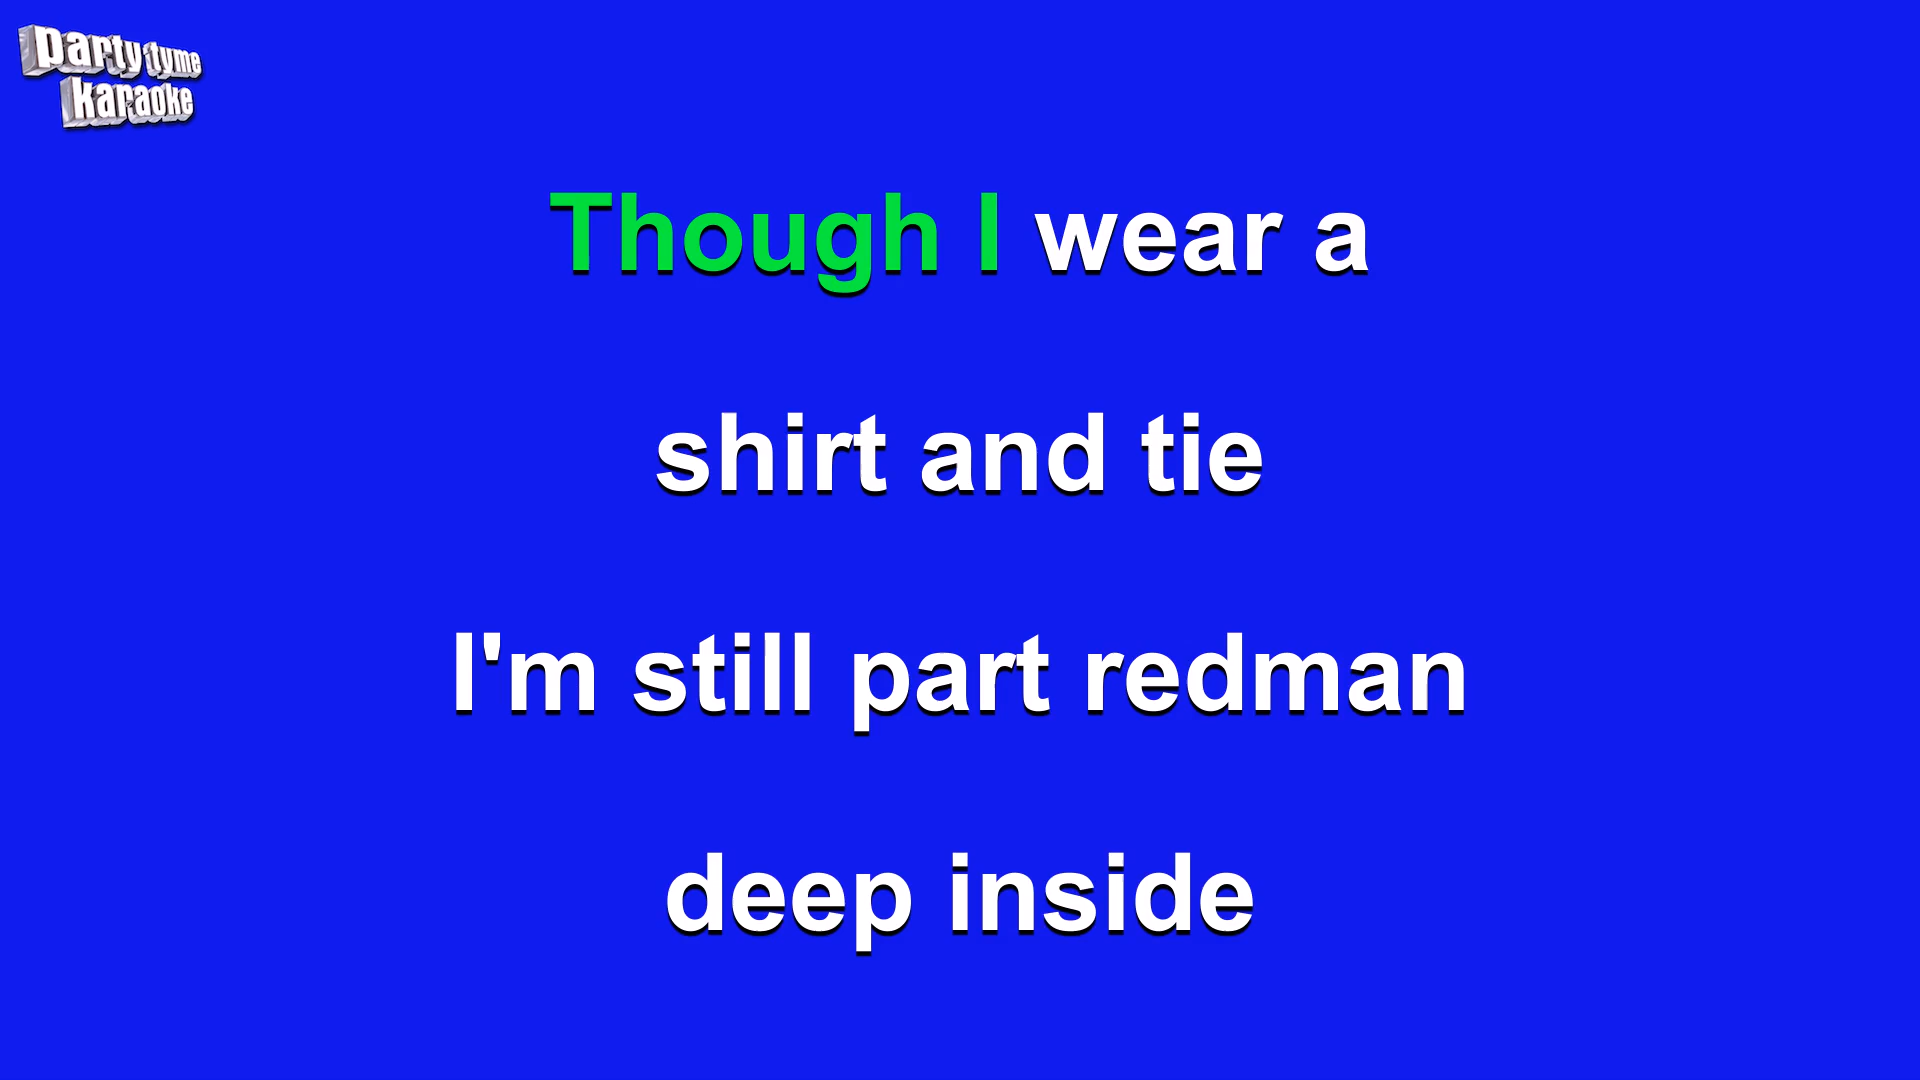 party tyme
karaoke
Though I wear a
shirt and tie
I'm still part redman
deep inside